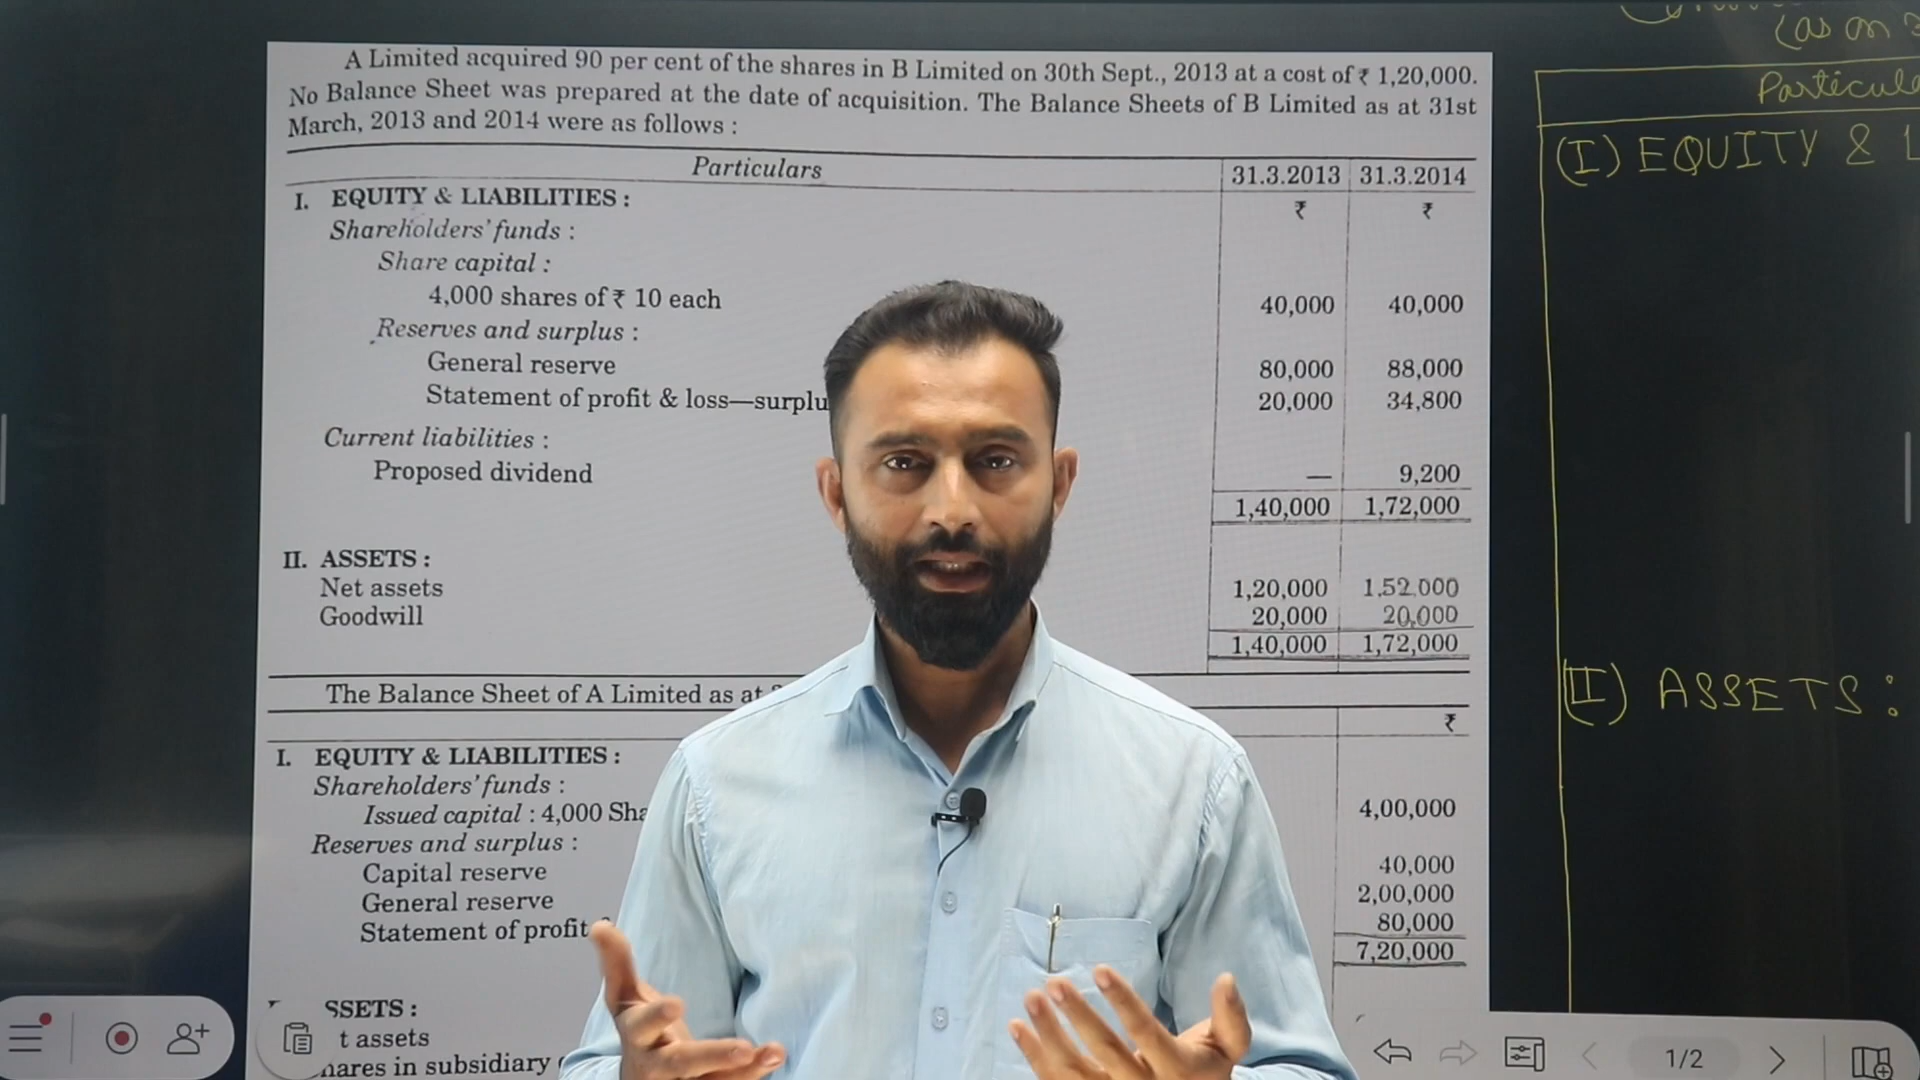 A Limited acquired 90 per cent of the shares in B Limited on 30th Sept., 2013 at a cost of ₹ 1,20,000.
No Balance Sheet was prepared at the date of acquisition. The Balance Sheets of B Limited as at 31st
March, 2013 and 2014 were as follows :
Particulars 31.3.2013 31.3.2014
I. EQUITY & LIABILITIES : ₹ ₹
Shareholders' funds :
Share capital :
4,000 shares of ₹ 10 each 40,000 40,000
Reserves and surplus :
General reserve 80,000 88,000
Statement of profit & loss—surplu 20,000 34,800
Current liabilities :
Proposed dividend — 9,200
1,40,000 1,72,000
II. ASSETS :
Net assets 1,20,000 1,52,000
Goodwill 20,000 20,000
1,40,000 1,72,000
The Balance Sheet of A Limited as at
₹
I. EQUITY & LIABILITIES :
Shareholders' funds :
Issued capital : 4,000 Sha 4,00,000
Reserves and surplus :
Capital reserve 40,000
General reserve 2,00,000
Statement of profit 80,000
7,20,000
SSETS :
t assets
hares in subsidiary
(as on 3
Particula
(I) EQUITY & L
(II) ASSETS :
1/2